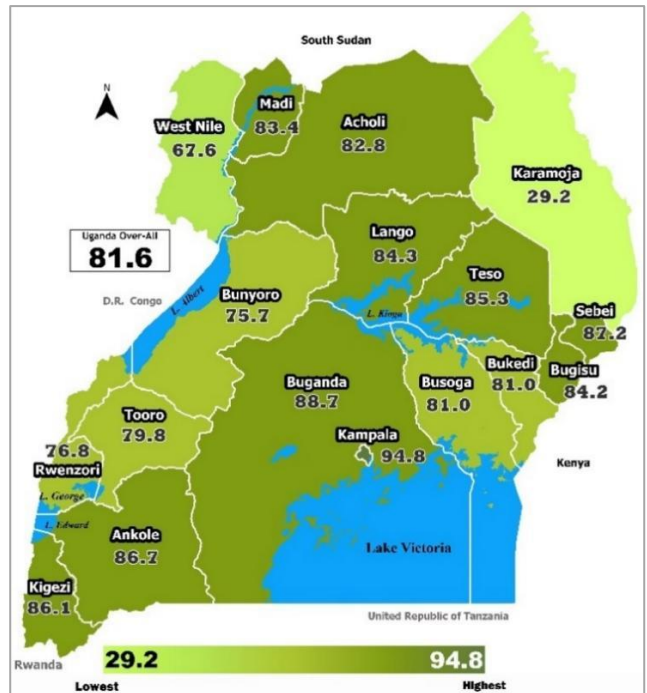 South Sudan
N
Madi
83.4
West Nile
67.6
Acholi
82.8
Karamoja
29.2
Uganda Over-All
81.6
Lango
84.3
Teso
85.3
D.R. Congo
L. Albert
Bunyoro
75.7
L. Kioga
Sebei
87.2
Bukedi
81.0
Bugisu
84.2
Buganda
88.7
Busoga
81.0
Tooro
79.8
Kampala
94.8
76.8
Rwenzori
Kenya
L. George
L. Edward
Ankole
86.7
Lake Victoria
Kigezi
86.1
United Republic of Tanzania
Rwanda
29.2
94.8
Lowest
Highest